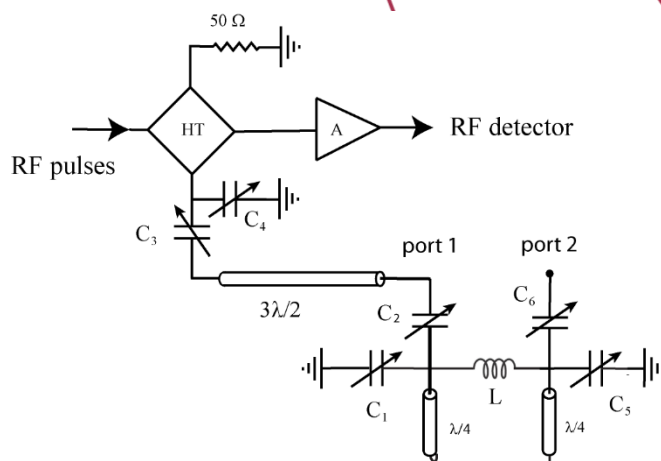 50 Ω
HT
A
RF detector
RF pulses
C3
C4
port 1
port 2
3λ/2
C2
C6
C1
L
C5
λ/4
λ/4